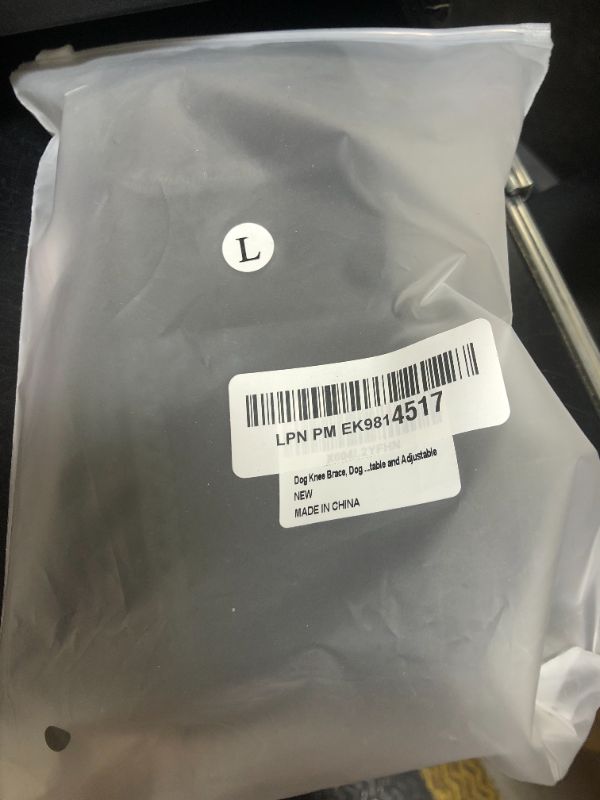 L
LPN PM EK9814517
Dog Knee Brace, Dog ...table and Adjustable
NEW
MADE IN CHINA